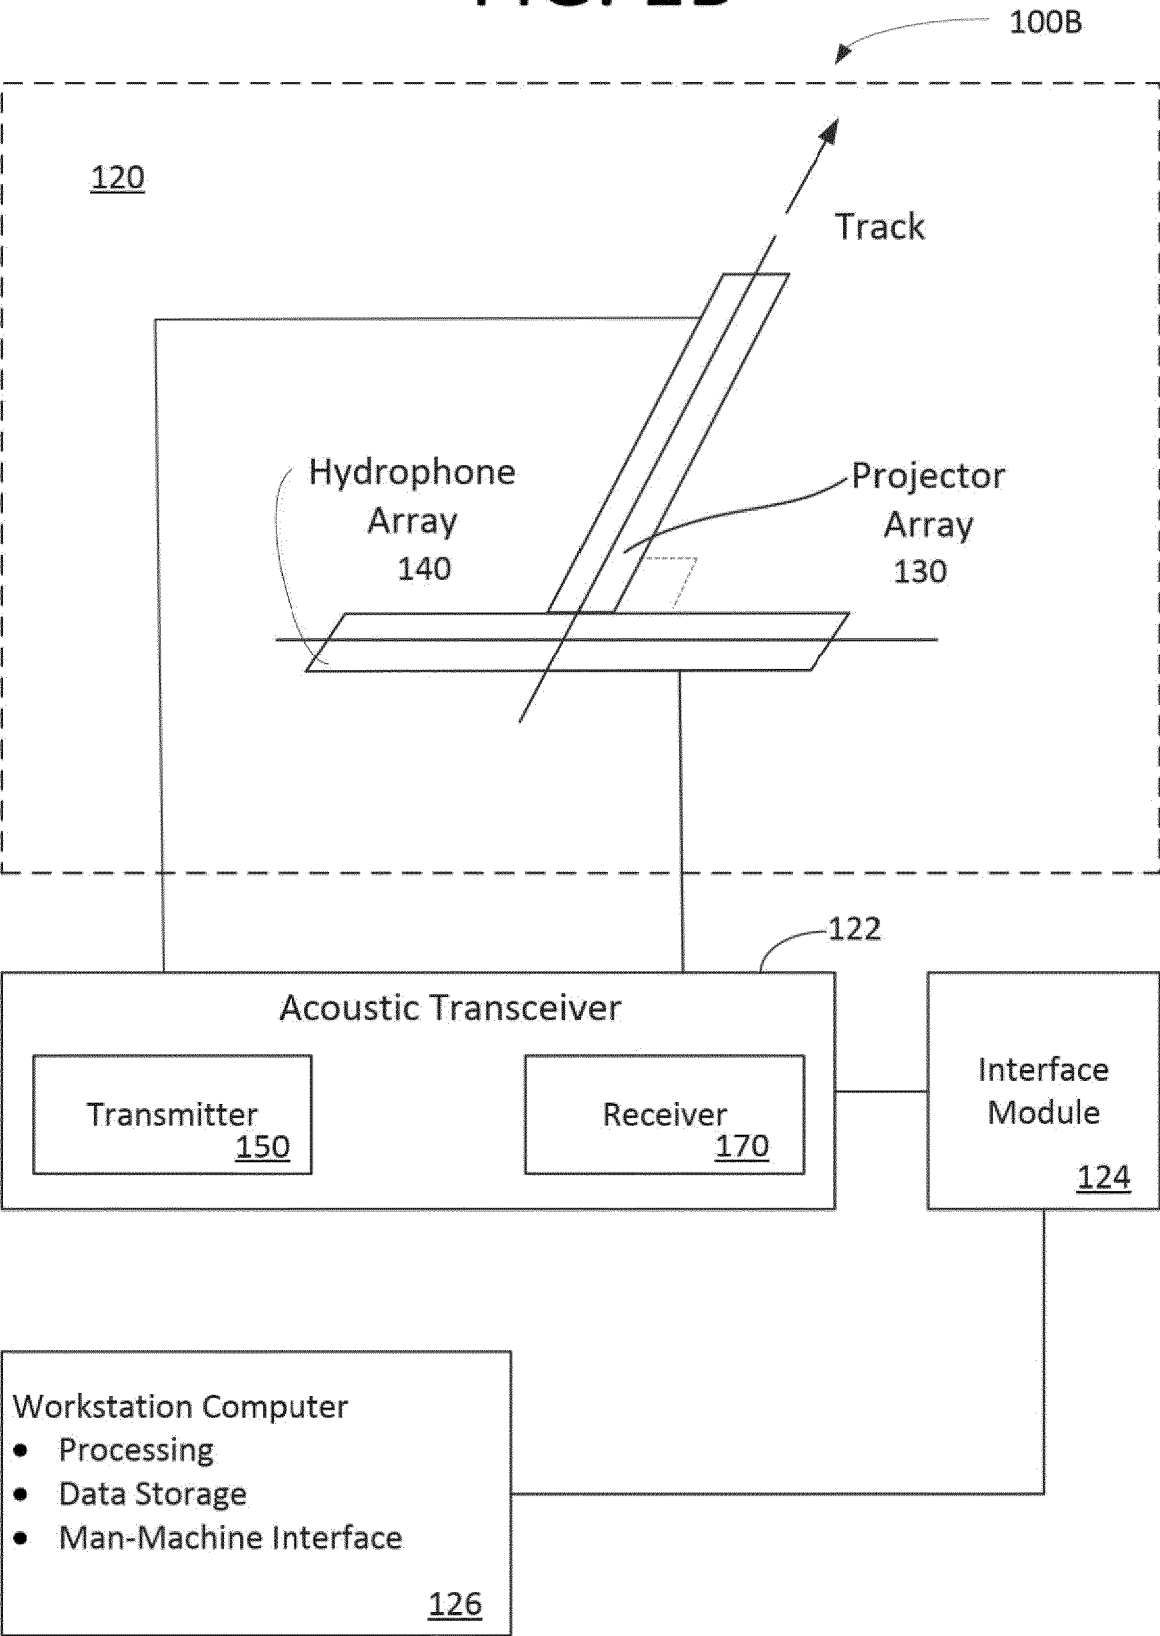 100B
120
Track
Hydrophone
Array
140
Projector
Array
130
122
Acoustic Transceiver
Transmitter
150
Receiver
170
Interface
Module
124
Workstation Computer
• Processing
• Data Storage
• Man-Machine Interface
126